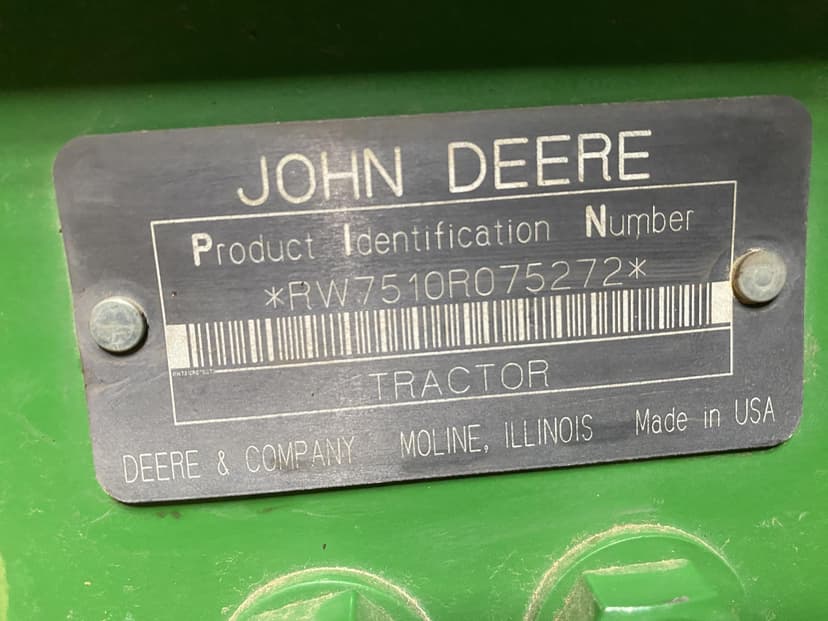 JOHN DEERE
Product Identification Number
*RW7510R075272*
TRACTOR
DEERE & COMPANY MOLINE, ILLINOIS Made in USA